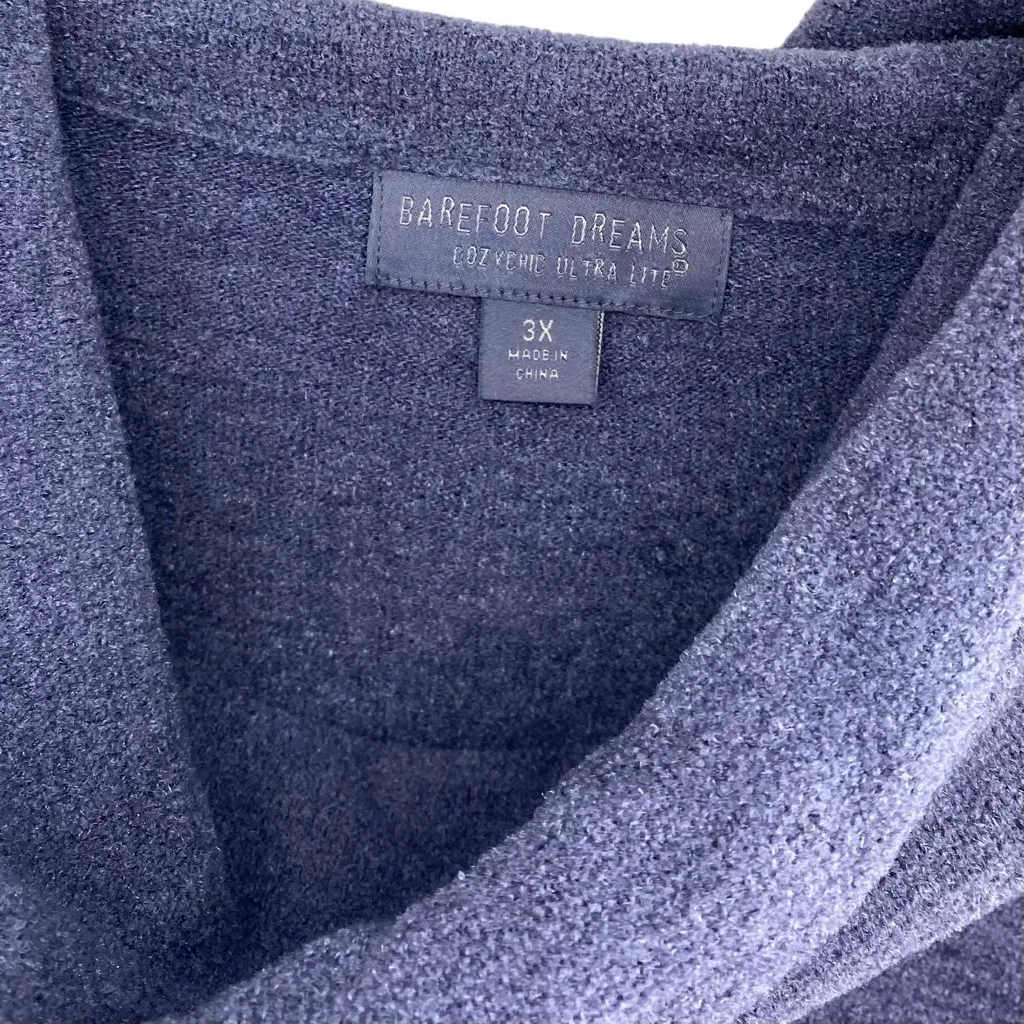 BAREFOOT DREAMS
COZYCHIC ULTRA LITE®
3X
MADE IN
CHINA